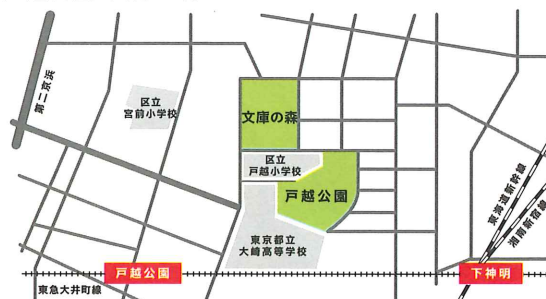 第二京浜
区立
宮前小学校
文庫の森
区立
戸越小学校
戸越公園
東京都立
大崎高等学校
東海道新幹線
湘南新宿線
戸越公園
下神明
東急大井町線